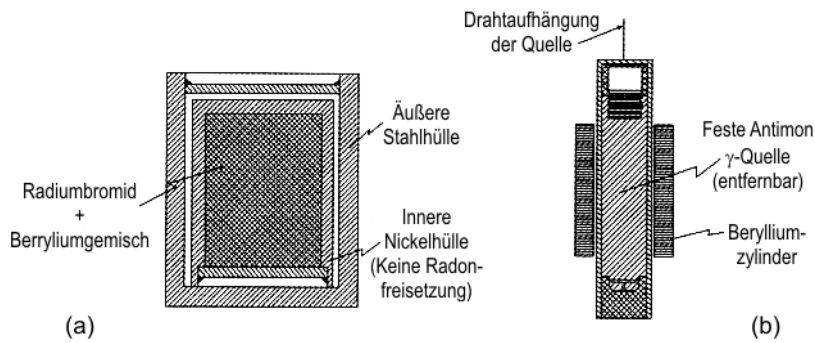 Radiumbromid
+
Berryliumgemisch
Äußere
Stahlhülle
Innere
Nickelhülle
(Keine Radon-
freisetzung)
(a)
Drahtaufhängung
der Quelle
Feste Antimon
γ-Quelle
(entfernbar)
Beryllium-
zylinder
(b)